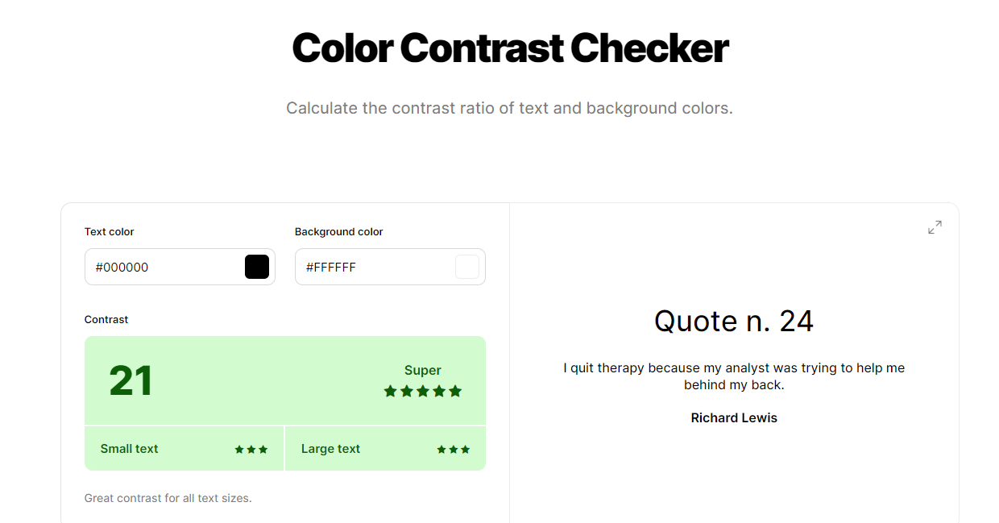 Color Contrast Checker
Calculate the contrast ratio of text and background colors.
Text color
Background color
#000000
#FFFFFF
Contrast
21
Super
Small text
Large text
Great contrast for all text sizes.
Quote n. 24
I quit therapy because my analyst was trying to help me
behind my back.
Richard Lewis